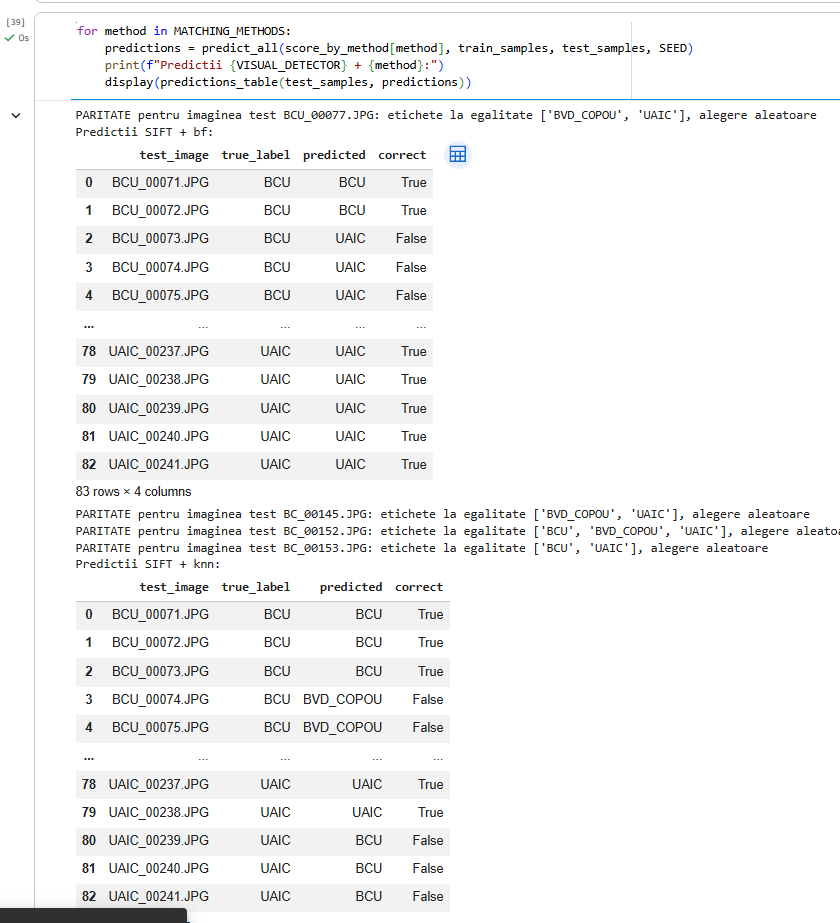 [39]
0s
for method in MATCHING_METHODS:
predictions = predict_all(score_by_method[method], train_samples, test_samples, SEED)
print(f"Predictii {VISUAL_DETECTOR} + {method}:")
display(predictions_table(test_samples, predictions))
PARITATE pentru imaginea test BCU_00077.JPG: etichete la egalitate ['BVD_COPOU', 'UAIC'], alegere aleatoare
Predictii SIFT + bf:
test_image true_label predicted correct
0 BCU_00071.JPG BCU BCU True
1 BCU_00072.JPG BCU BCU True
2 BCU_00073.JPG BCU UAIC False
3 BCU_00074.JPG BCU UAIC False
4 BCU_00075.JPG BCU UAIC False
... ... ... ... ...
78 UAIC_00237.JPG UAIC UAIC True
79 UAIC_00238.JPG UAIC UAIC True
80 UAIC_00239.JPG UAIC UAIC True
81 UAIC_00240.JPG UAIC UAIC True
82 UAIC_00241.JPG UAIC UAIC True
83 rows × 4 columns
PARITATE pentru imaginea test BC_00145.JPG: etichete la egalitate ['BVD_COPOU', 'UAIC'], alegere aleatoare
PARITATE pentru imaginea test BC_00152.JPG: etichete la egalitate ['BCU', 'BVD_COPOU', 'UAIC'], alegere aleato
PARITATE pentru imaginea test BC_00153.JPG: etichete la egalitate ['BCU', 'UAIC'], alegere aleatoare
Predictii SIFT + knn:
test_image true_label predicted correct
0 BCU_00071.JPG BCU BCU True
1 BCU_00072.JPG BCU BCU True
2 BCU_00073.JPG BCU BCU True
3 BCU_00074.JPG BCU BVD_COPOU False
4 BCU_00075.JPG BCU BVD_COPOU False
... ... ... ... ...
78 UAIC_00237.JPG UAIC UAIC True
79 UAIC_00238.JPG UAIC UAIC True
80 UAIC_00239.JPG UAIC BCU False
81 UAIC_00240.JPG UAIC BCU False
82 UAIC_00241.JPG UAIC BCU False